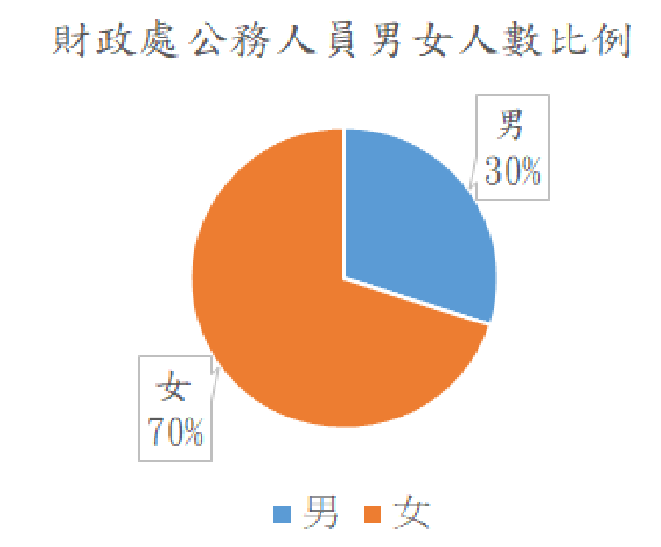 財政處公務人員男女人數比例
男
30%
女
70%
男 女